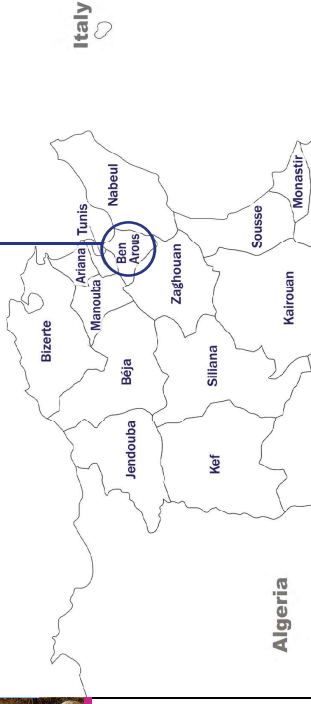 Italy
Tunis
Ariana
Nabeul
Ben
Arous
Manouba
Bizerte
Béja
Zaghouan
Sousse
Monastir
Jendouba
Siliana
Kairouan
Kef
Algeria